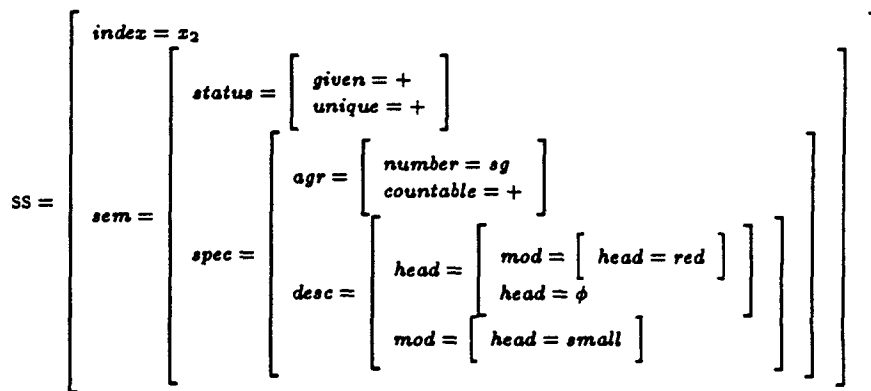 index = x₂
status = [ given = +
unique = + ]
agr = [ number = sg
countable = + ]
SS = [ sem = [
spec = [
head = [ mod = [ head = red ]
head = ϕ ]
desc = [
mod = [ head = small ]